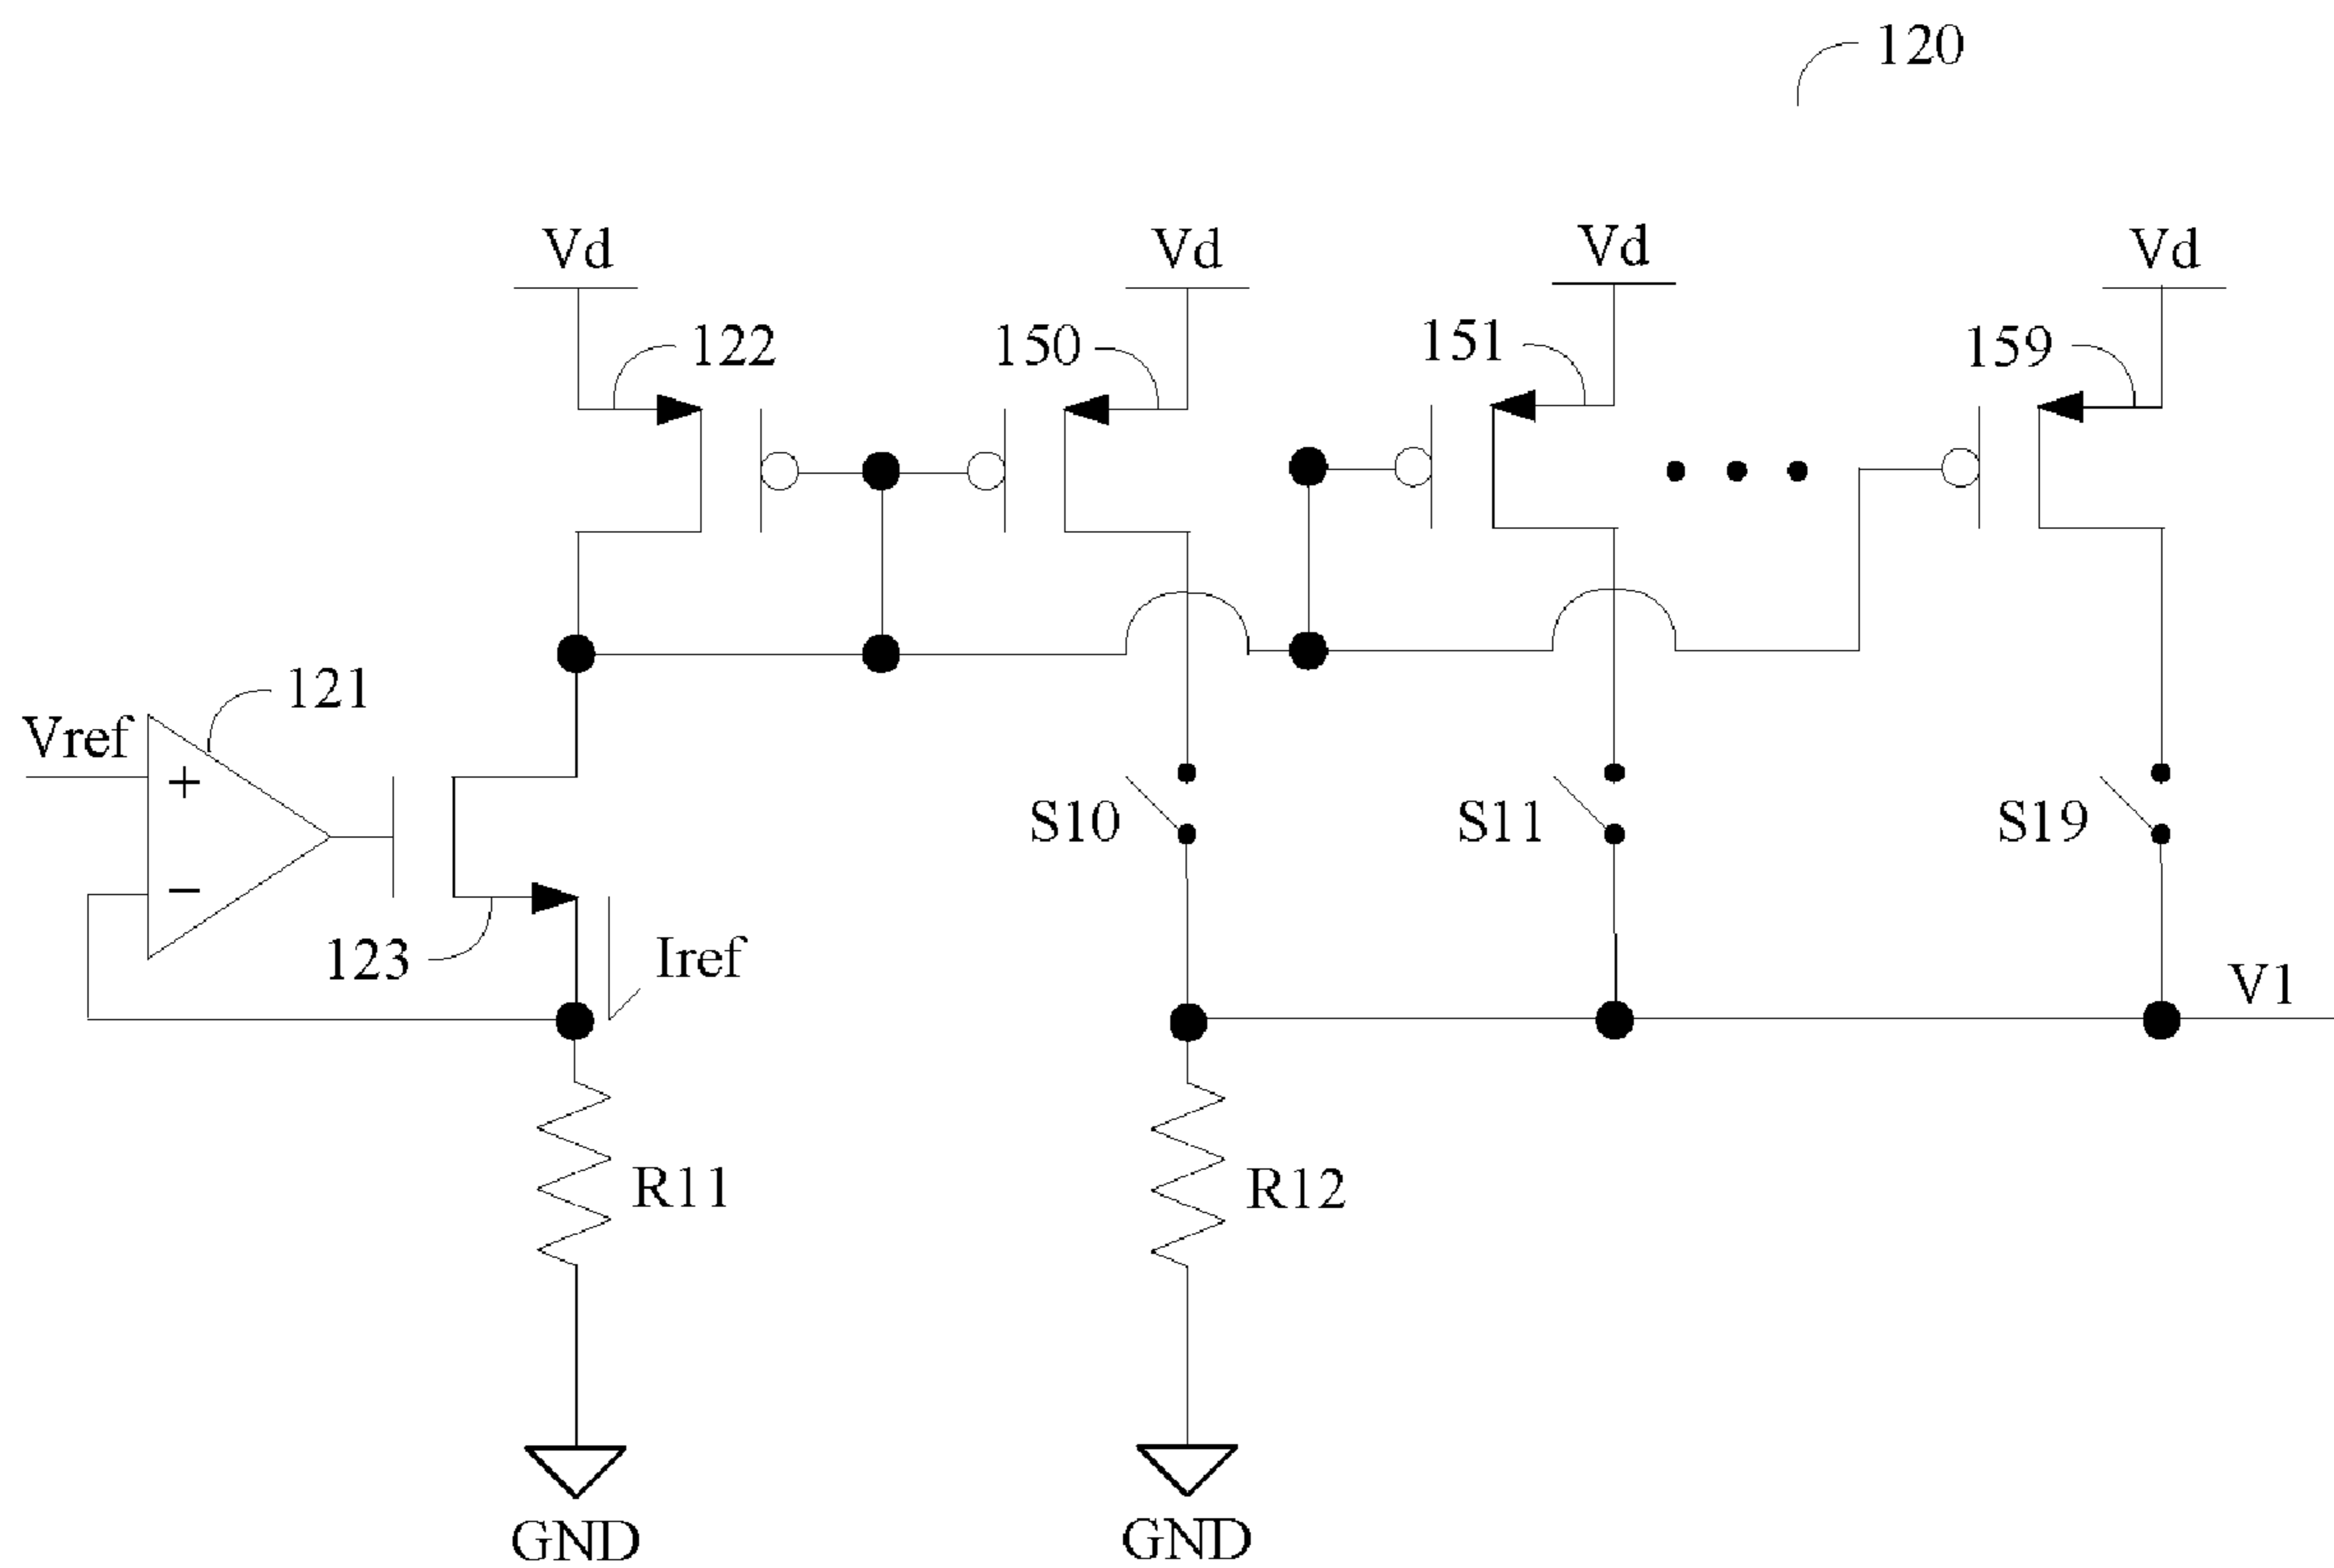 120
Vd
Vd
Vd
Vd
122
150
151
159
121
Vref
+
−
S10
S11
S19
123
Iref
V1
R11
R12
GND
GND